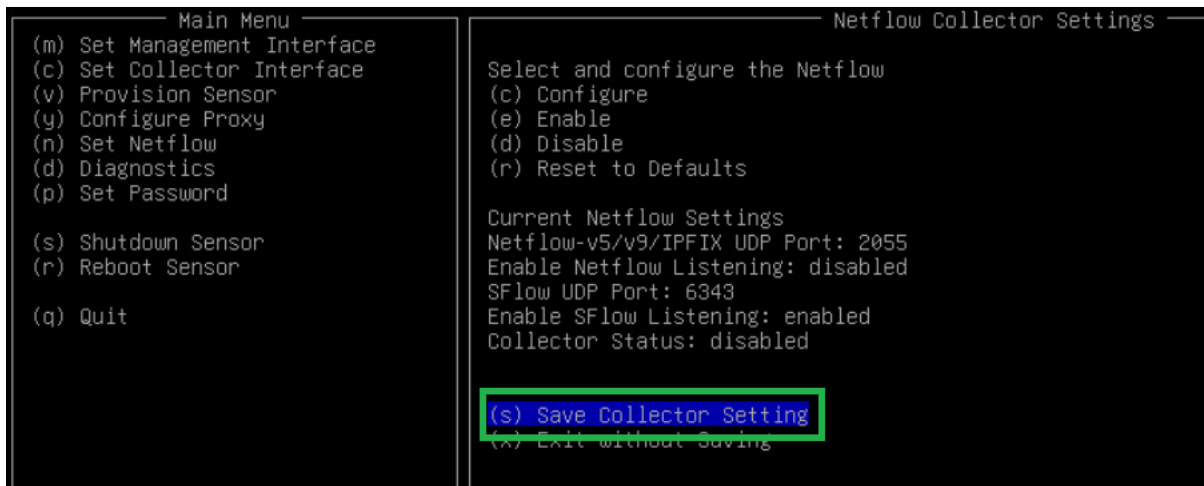 Main Menu
(m) Set Management Interface
(c) Set Collector Interface
(v) Provision Sensor
(y) Configure Proxy
(n) Set Netflow
(d) Diagnostics
(p) Set Password
(s) Shutdown Sensor
(r) Reboot Sensor
(q) Quit
Netflow Collector Settings
Select and configure the Netflow
(c) Configure
(e) Enable
(d) Disable
(r) Reset to Defaults
Current Netflow Settings
Netflow-v5/v9/IPFIX UDP Port: 2055
Enable Netflow Listening: disabled
SFlow UDP Port: 6343
Enable SFlow Listening: enabled
Collector Status: disabled
(s) Save Collector Setting
(x) Exit without Saving